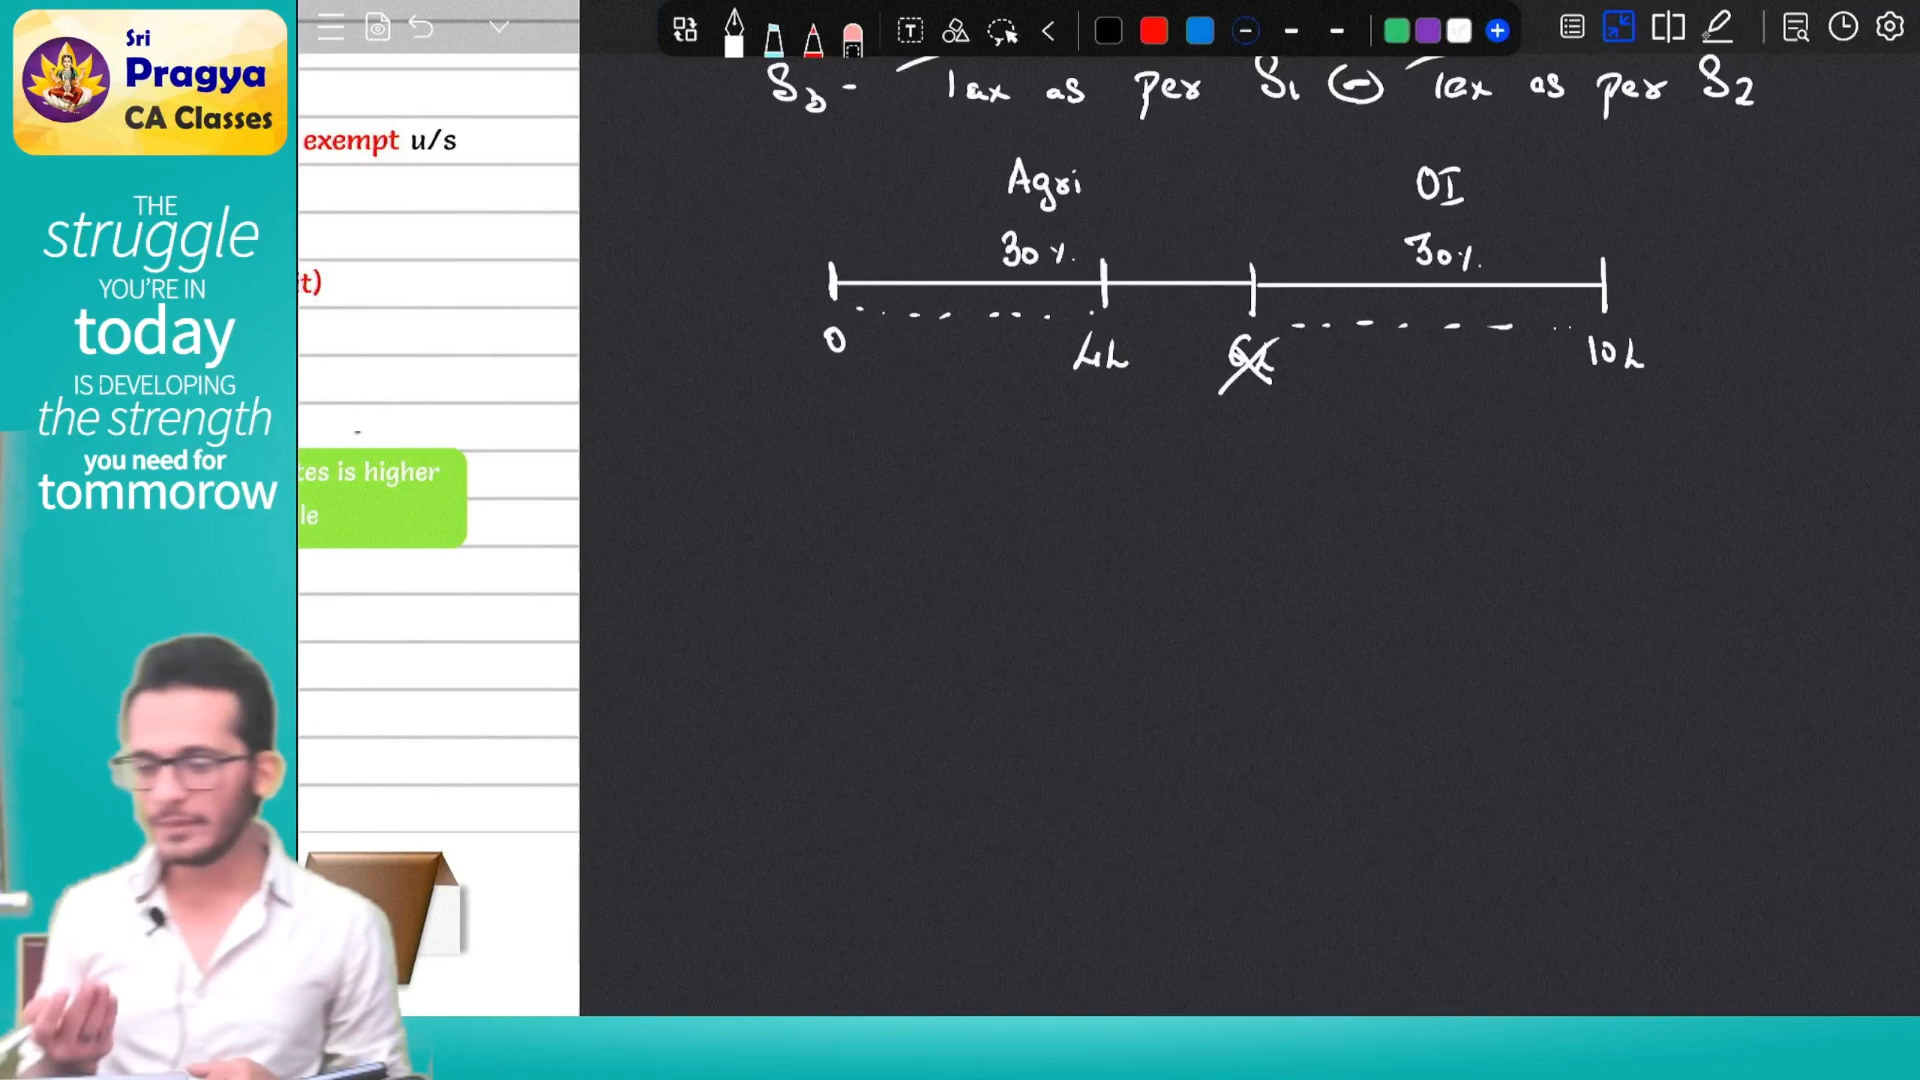 Sri
Pragya
CA Classes
THE
struggle
YOU'RE IN
today
IS DEVELOPING
the strength
you need for
tommorow
exempt u/s
it)
tes is higher
le
T
S3 - Tax as per S1 ⊖ Tax as per S2
Agri OI
30% 30%
0 4L 6L 10L